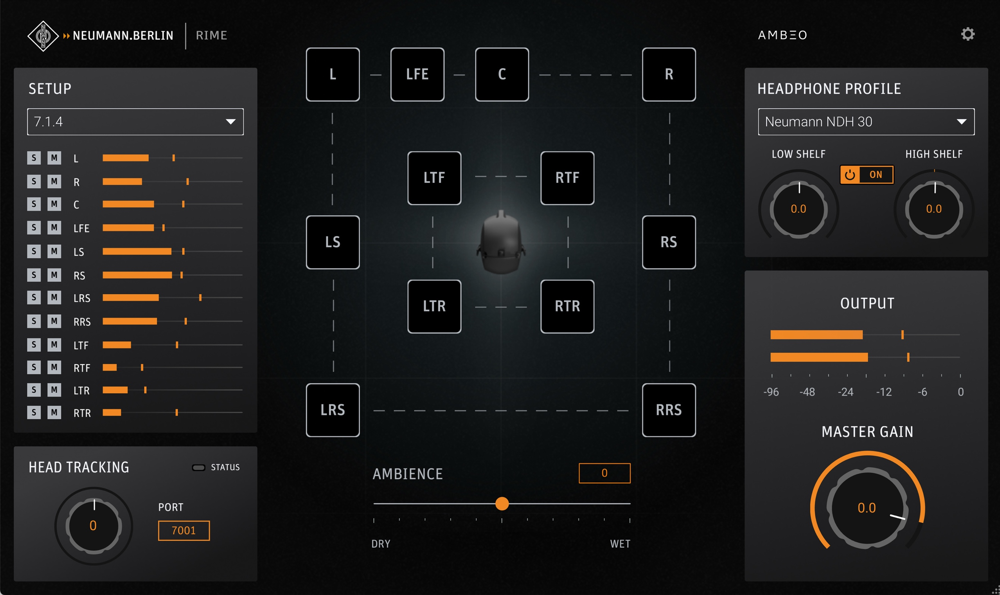 NEUMANN
NEUMANN.BERLIN
RIME
AMBEO
SETUP
7.1.4
S M L
S M R
S M C
S M LFE
S M LS
S M RS
S M LRS
S M RRS
S M LTF
S M RTF
S M LTR
S M RTR
HEAD TRACKING
STATUS
0
PORT
7001
L LFE C R
LTF RTF
LS RS
LTR RTR
LRS RRS
AMBIENCE 0
DRY WET
HEADPHONE PROFILE
Neumann NDH 30
LOW SHELF HIGH SHELF
ON
0.0 0.0
OUTPUT
-96 -48 -24 -12 -6 0
MASTER GAIN
0.0